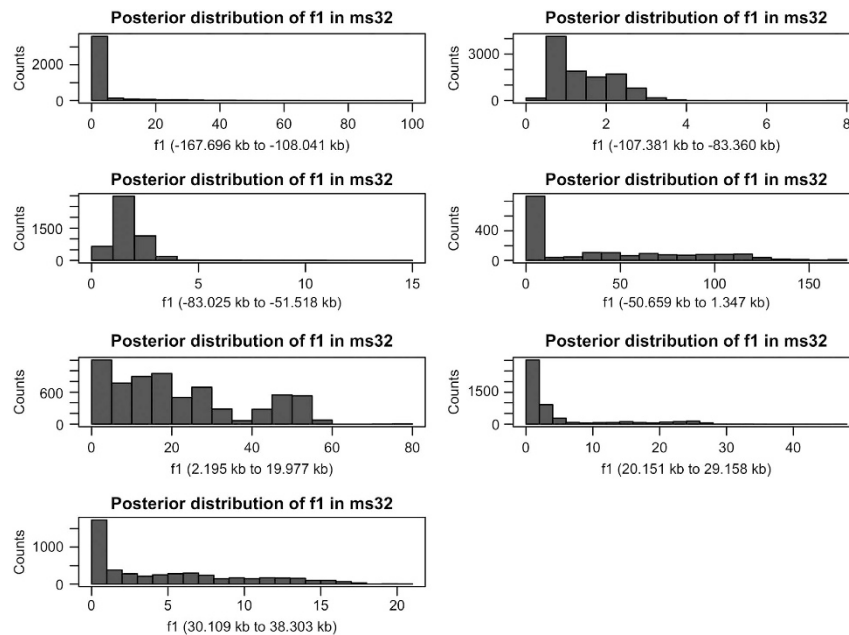 Posterior distribution of f1 in ms32
Counts
2000
0
0 20 40 60 80 100
f1 (-167.696 kb to -108.041 kb)
Posterior distribution of f1 in ms32
Counts
3000
0
0 2 4 6 8
f1 (-107.381 kb to -83.360 kb)
Posterior distribution of f1 in ms32
Counts
1500
0
0 5 10 15
f1 (-83.025 kb to -51.518 kb)
Posterior distribution of f1 in ms32
Counts
400
0
0 50 100 150
f1 (-50.659 kb to 1.347 kb)
Posterior distribution of f1 in ms32
Counts
600
0
0 20 40 60 80
f1 (2.195 kb to 19.977 kb)
Posterior distribution of f1 in ms32
Counts
1500
0
0 10 20 30 40
f1 (20.151 kb to 29.158 kb)
Posterior distribution of f1 in ms32
Counts
1000
0
0 5 10 15 20
f1 (30.109 kb to 38.303 kb)